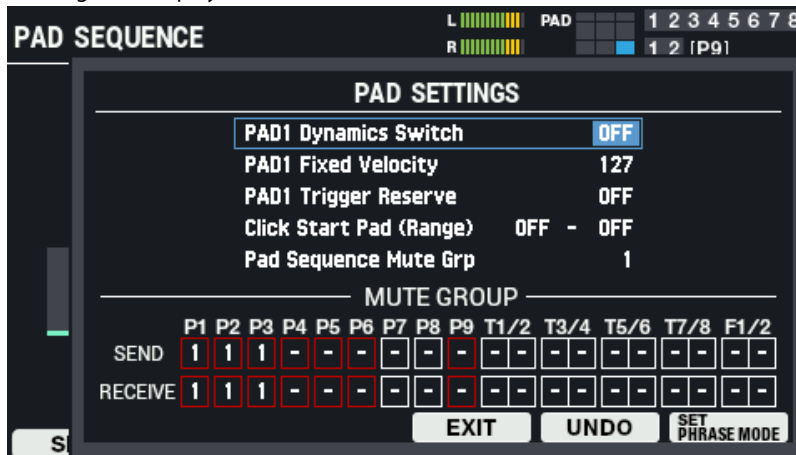 PAD SEQUENCE
L PAD 1 2 3 4 5 6 7 8
R 1 2 [P9]
PAD SETTINGS
PAD1 Dynamics Switch OFF
PAD1 Fixed Velocity 127
PAD1 Trigger Reserve OFF
Click Start Pad (Range) OFF - OFF
Pad Sequence Mute Grp 1
MUTE GROUP
P1 P2 P3 P4 P5 P6 P7 P8 P9 T1/2 T3/4 T5/6 T7/8 F1/2
SEND 1 1 1 - - - - - - - - - - - - - - - -
RECEIVE 1 1 1 - - - - - - - - - - - - - - - -
EXIT UNDO SET
PHRASE MODE